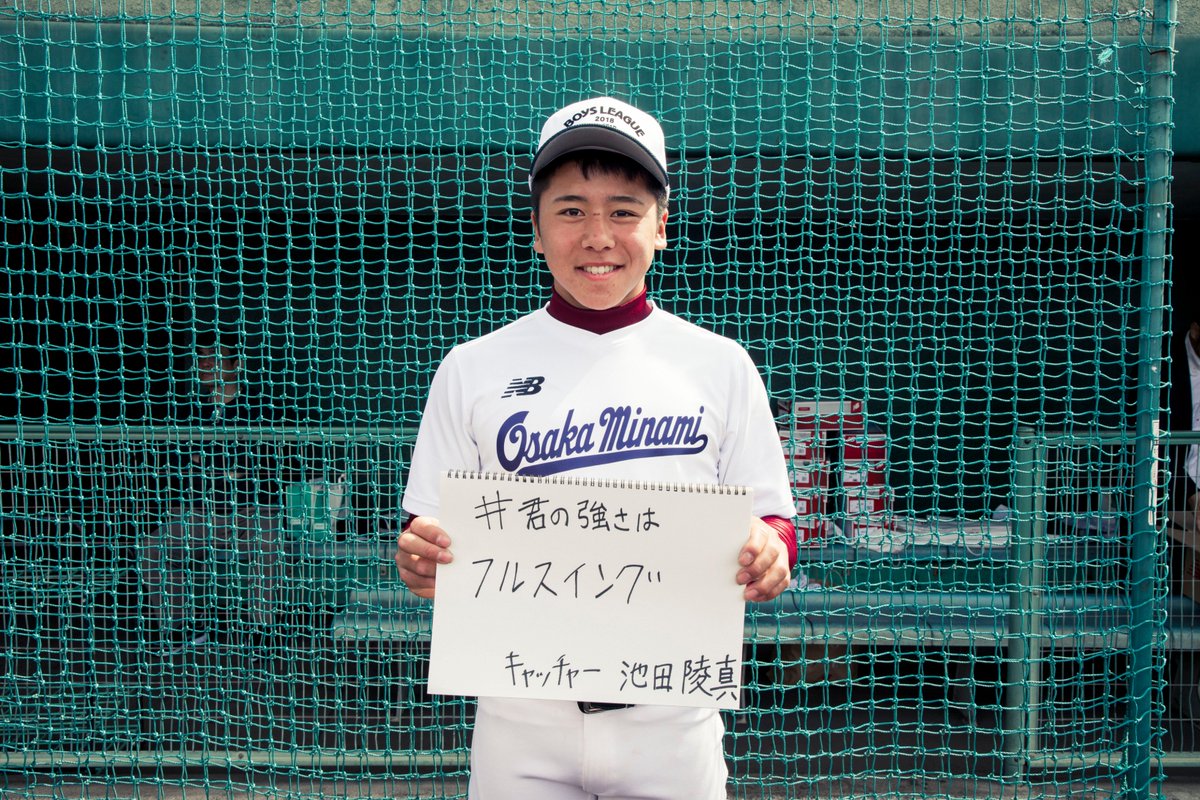 BOYS LEAGUE
2018
NB
Osaka Minami
#君の強さは
フルスイング
キャッチャー 池田陵真